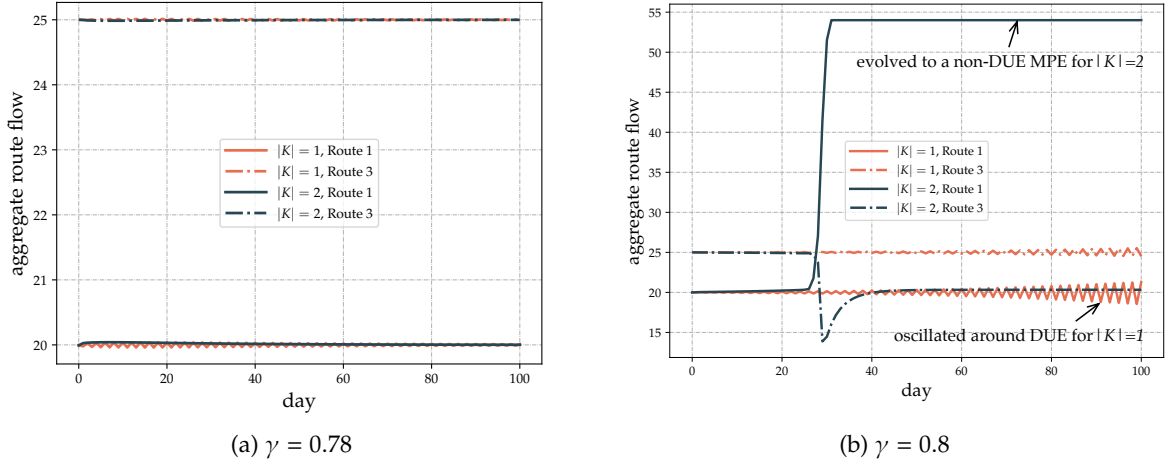 25
24
23
22
21
20
0
20
40
60
80
100
aggregate route flow
day
|K| = 1, Route 1
|K| = 1, Route 3
|K| = 2, Route 1
|K| = 2, Route 3
(a) γ = 0.78
55
50
45
40
35
30
25
20
15
0
20
40
60
80
100
aggregate route flow
day
evolved to a non-DUE MPE for |K|=2
|K| = 1, Route 1
|K| = 1, Route 3
|K| = 2, Route 1
|K| = 2, Route 3
oscillated around DUE for |K|=1
(b) γ = 0.8